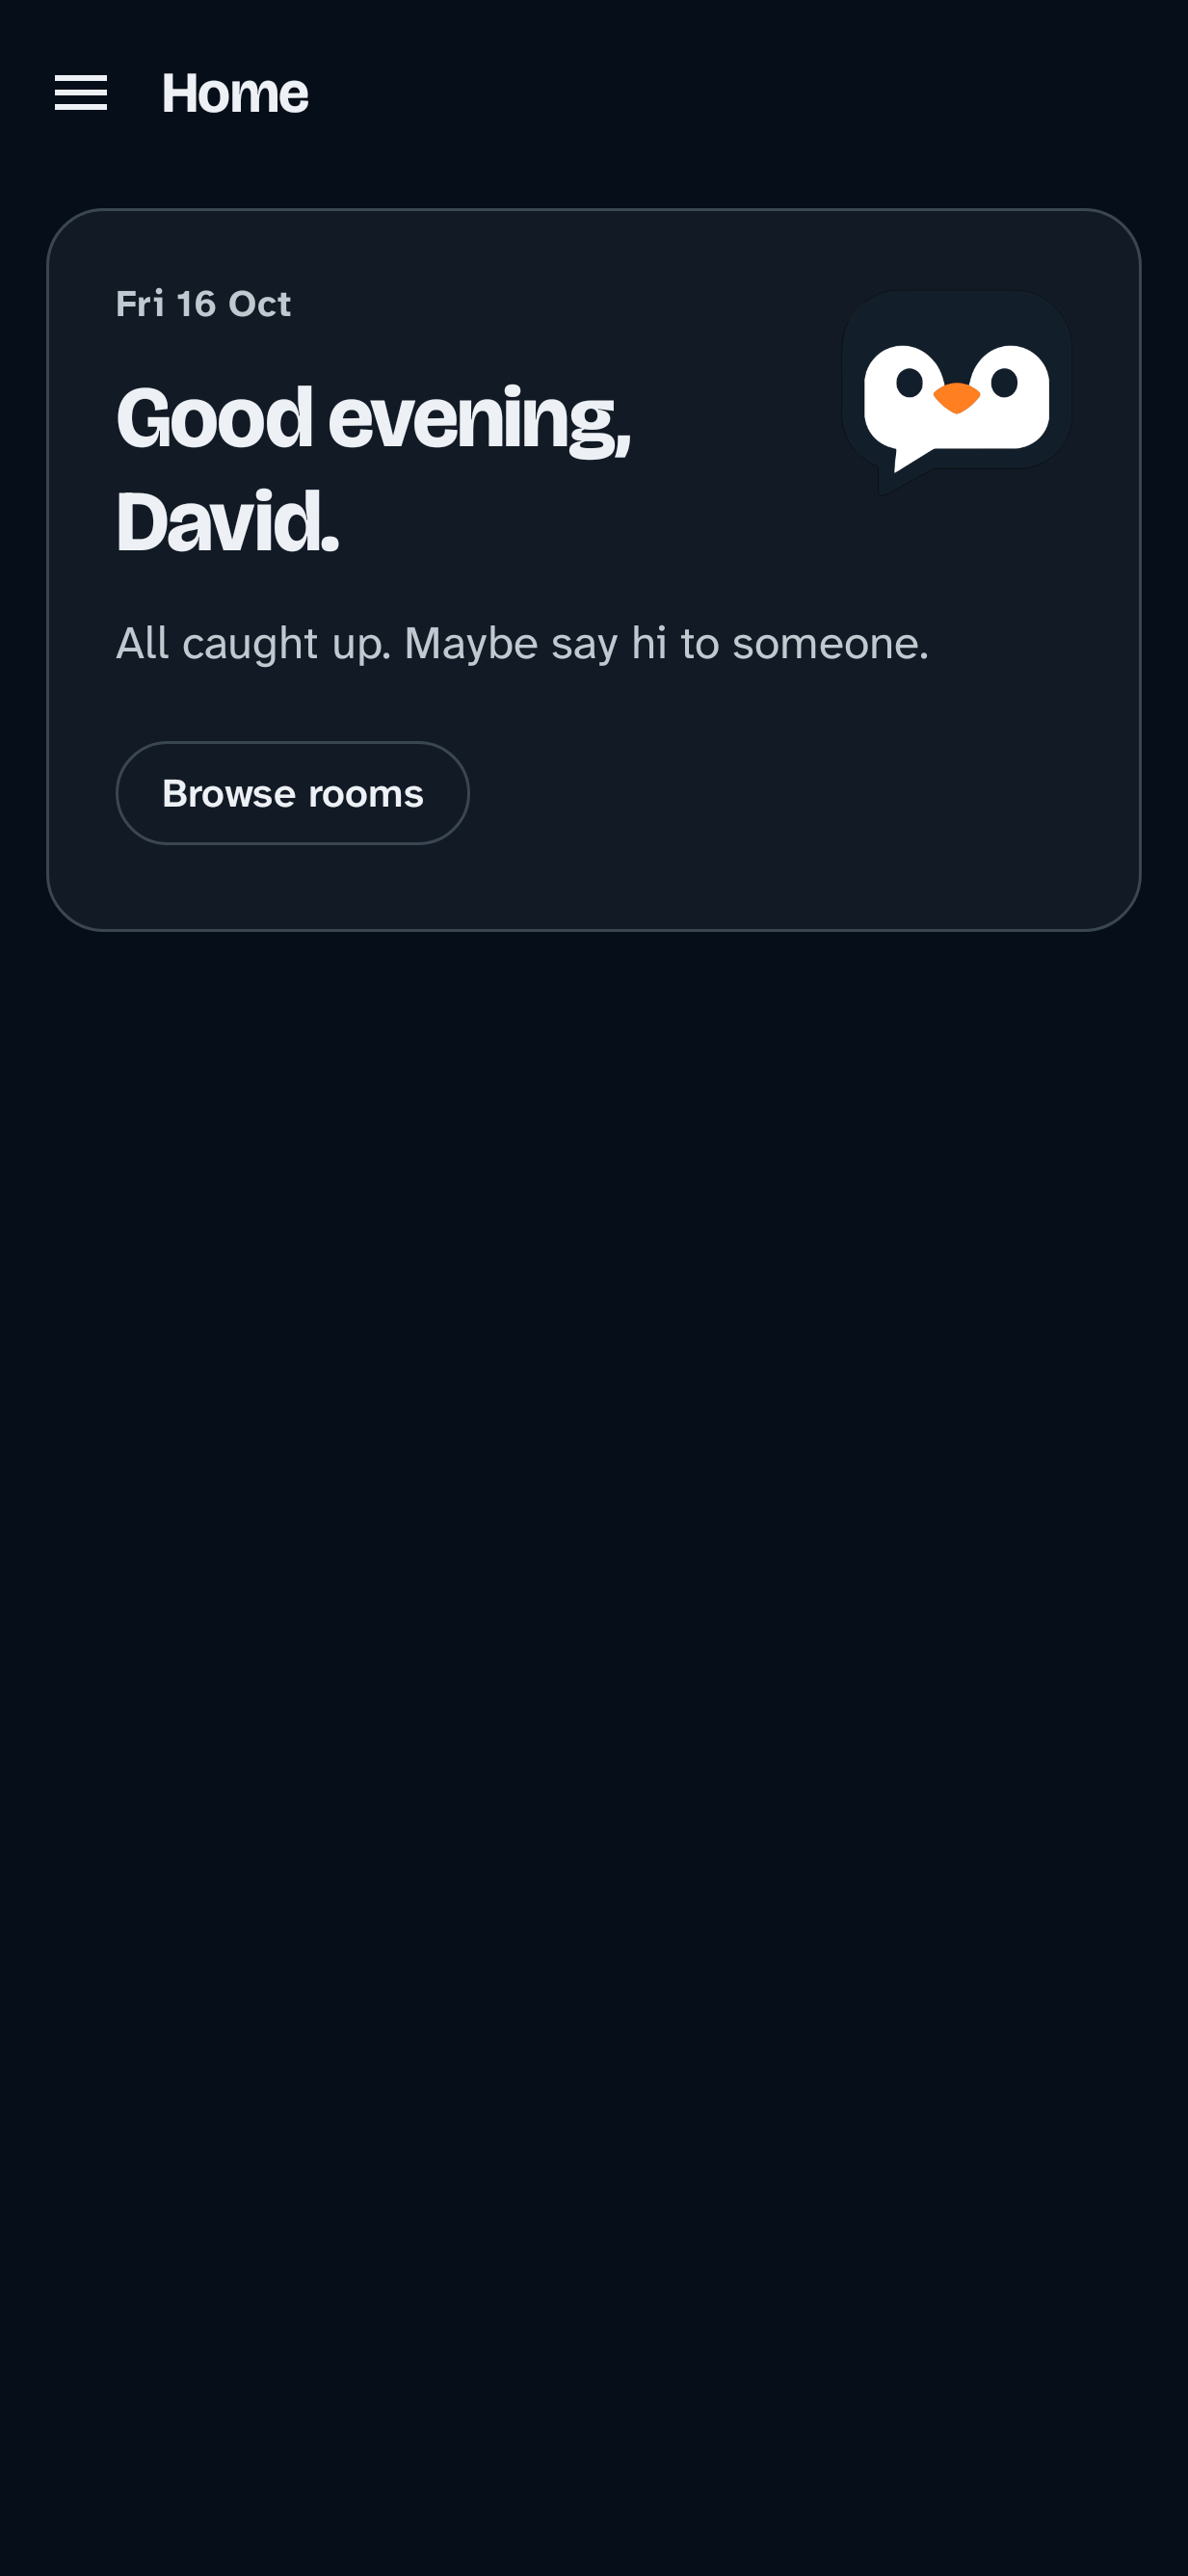 Home
Fri 16 Oct
Good evening,
David.
All caught up. Maybe say hi to someone.
Browse rooms